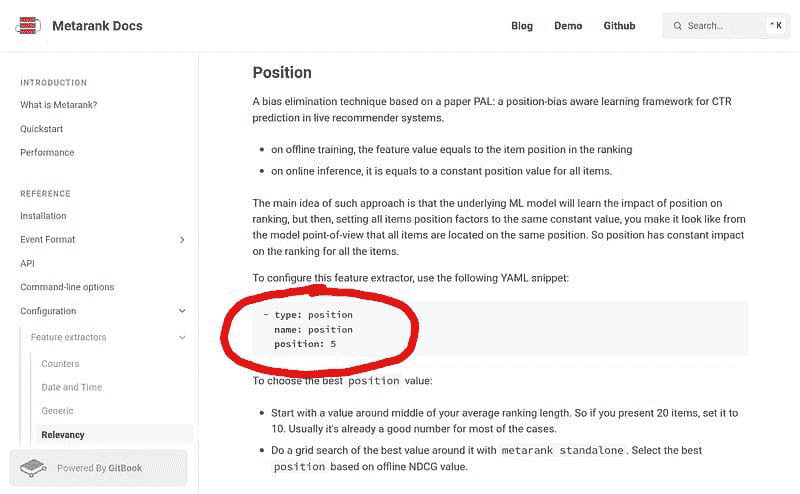 Metarank Docs
Blog
Demo
Github
Search...
⌃K
INTRODUCTION
What is Metarank?
Quickstart
Performance
REFERENCE
Installation
Event Format
API
Command-line options
Configuration
Feature extractors
Counters
Date and Time
Generic
Relevancy
Powered By GitBook
Position
A bias elimination technique based on a paper PAL: a position-bias aware learning framework for CTR
prediction in live recommender systems.
• on offline training, the feature value equals to the item position in the ranking
• on online inference, it is equals to a constant position value for all items.
The main idea of such approach is that the underlying ML model will learn the impact of position on
ranking, but then, setting all items position factors to the same constant value, you make it look like from
the model point-of-view that all items are located on the same position. So position has constant impact
on the ranking for all the items.
To configure this feature extractor, use the following YAML snippet:
- type: position
name: position
position: 5
To choose the best position value:
• Start with a value around middle of your average ranking length. So if you present 20 items, set it to
10. Usually it's already a good number for most of the cases.
• Do a grid search of the best value around it with metarank standalone. Select the best
position based on offline NDCG value.